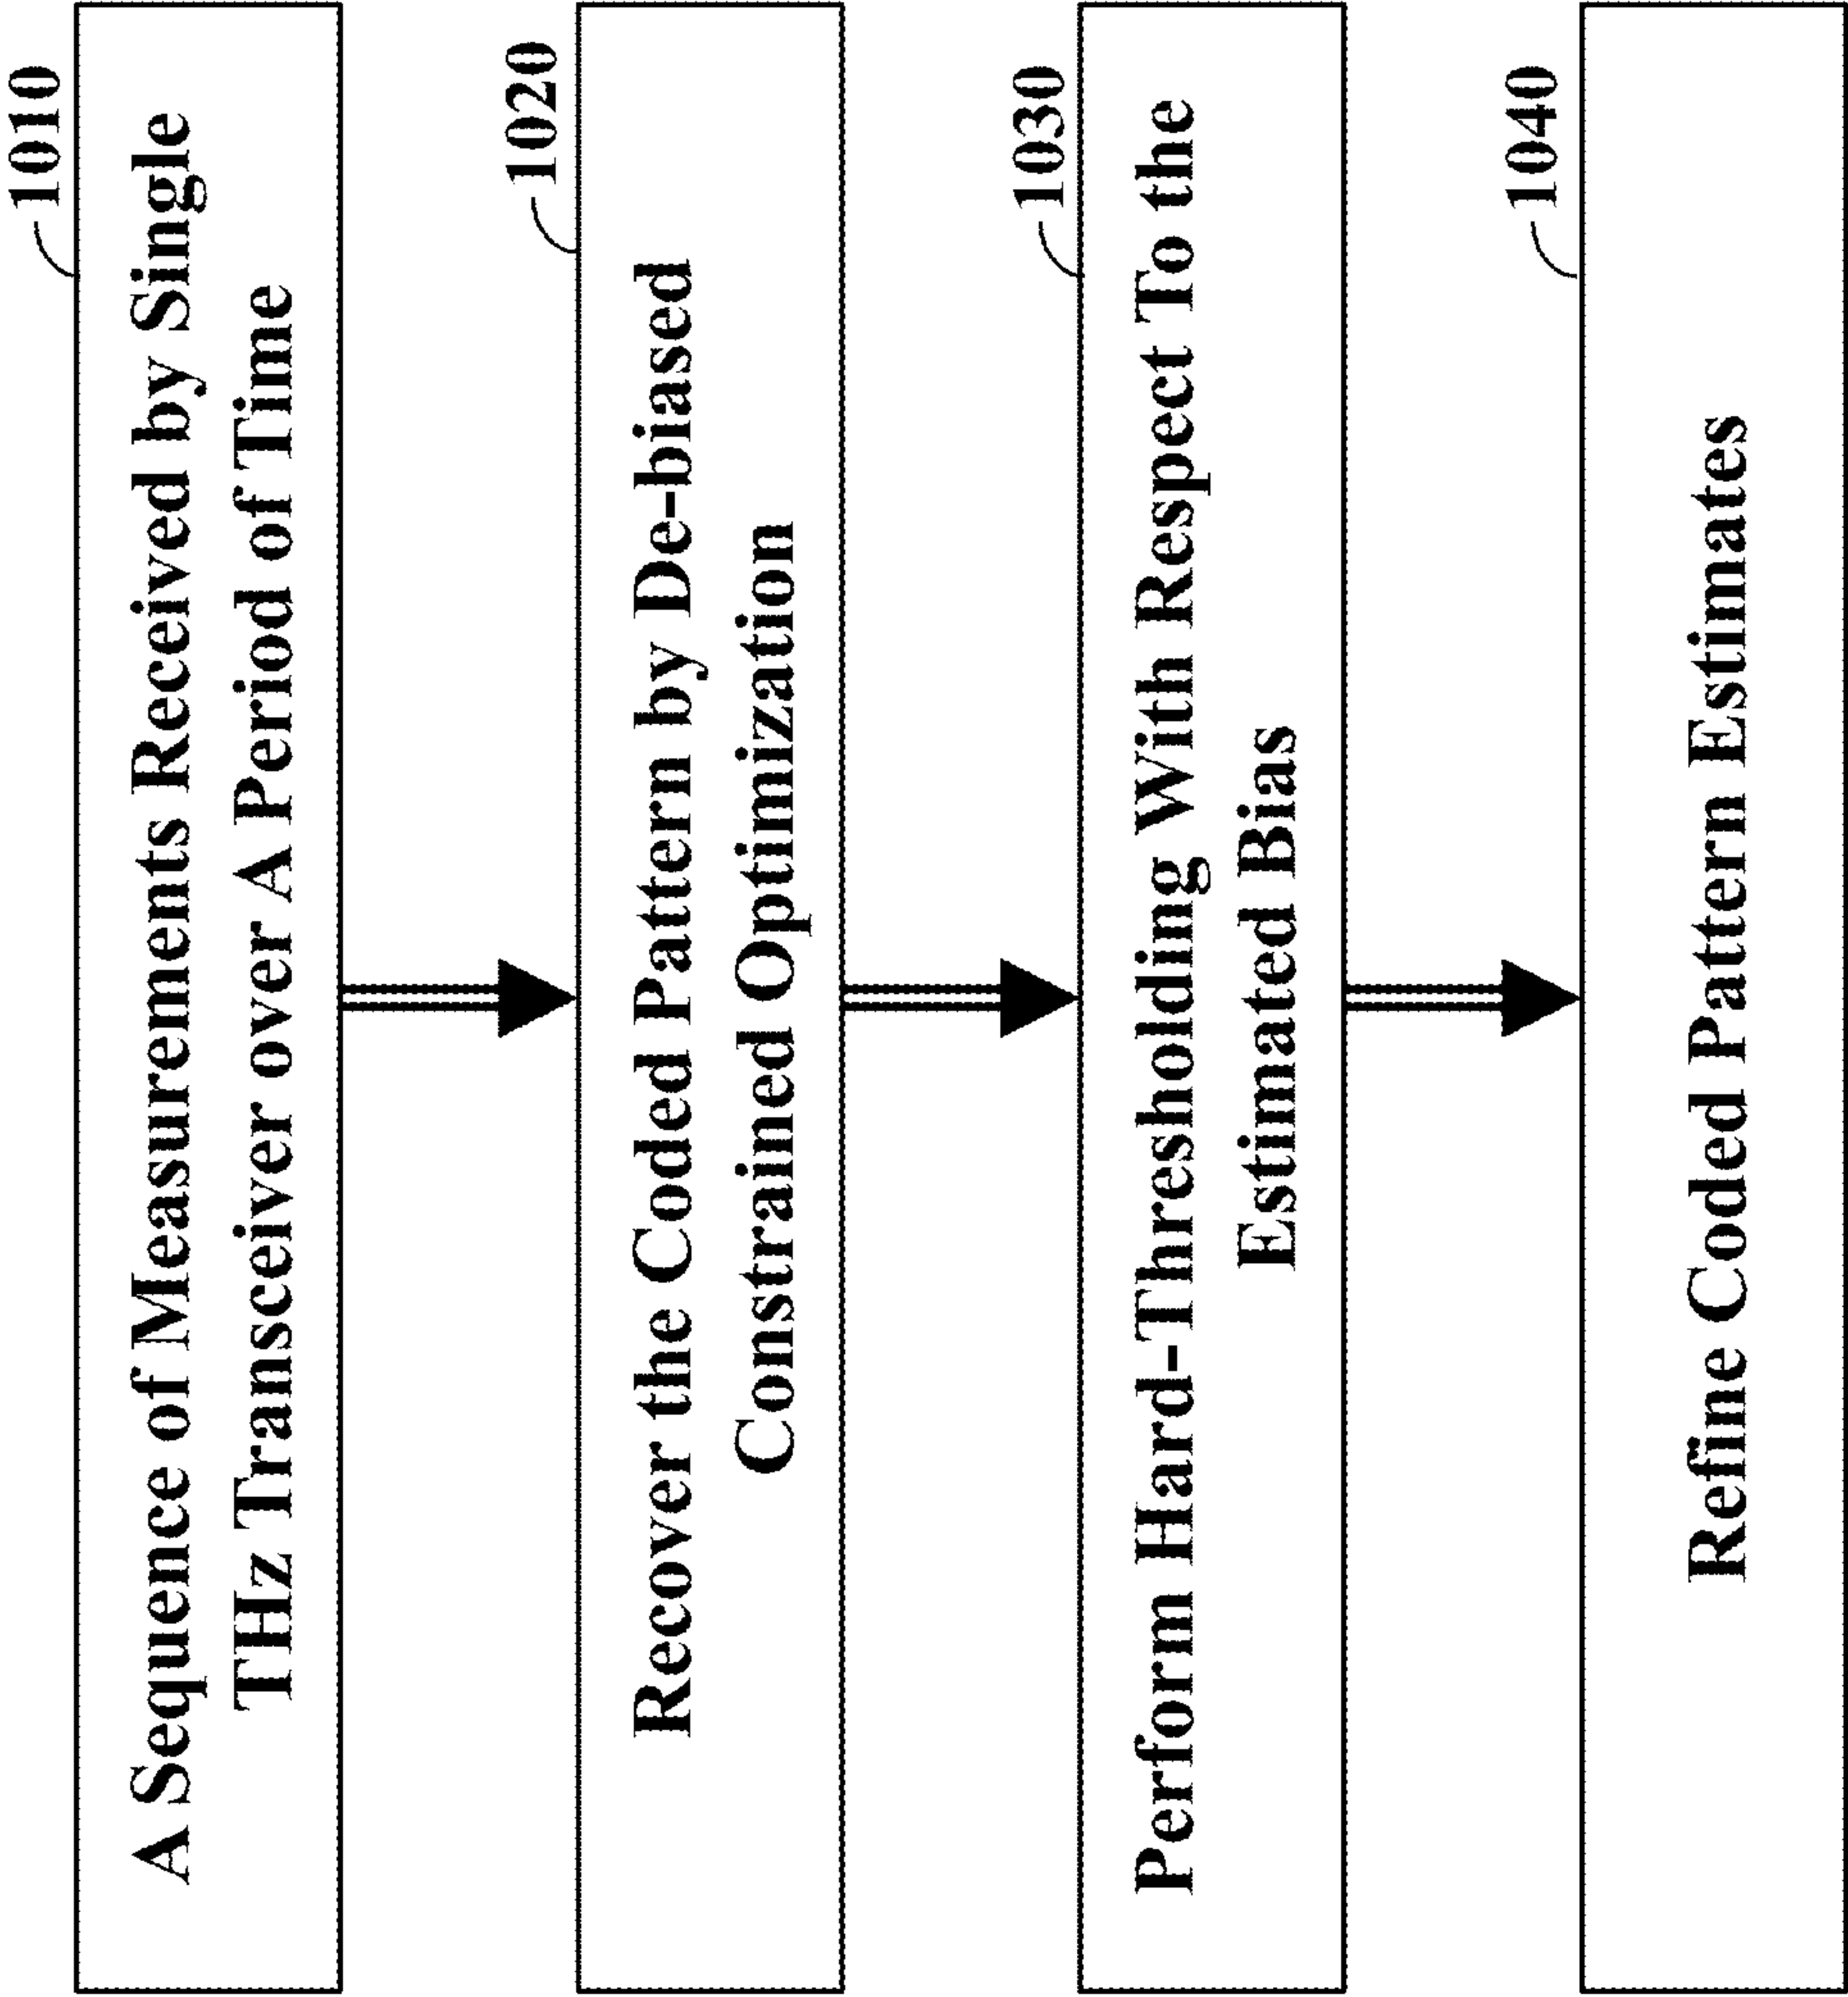 1010
A Sequence of Measurements Received by Single
THz Transceiver over A Period of Time
1020
Recover the Coded Pattern by De-biased
Constrained Optimization
1030
Perform Hard-Thresholding With Respect To the
Estimated Bias
1040
Refine Coded Pattern Estimates